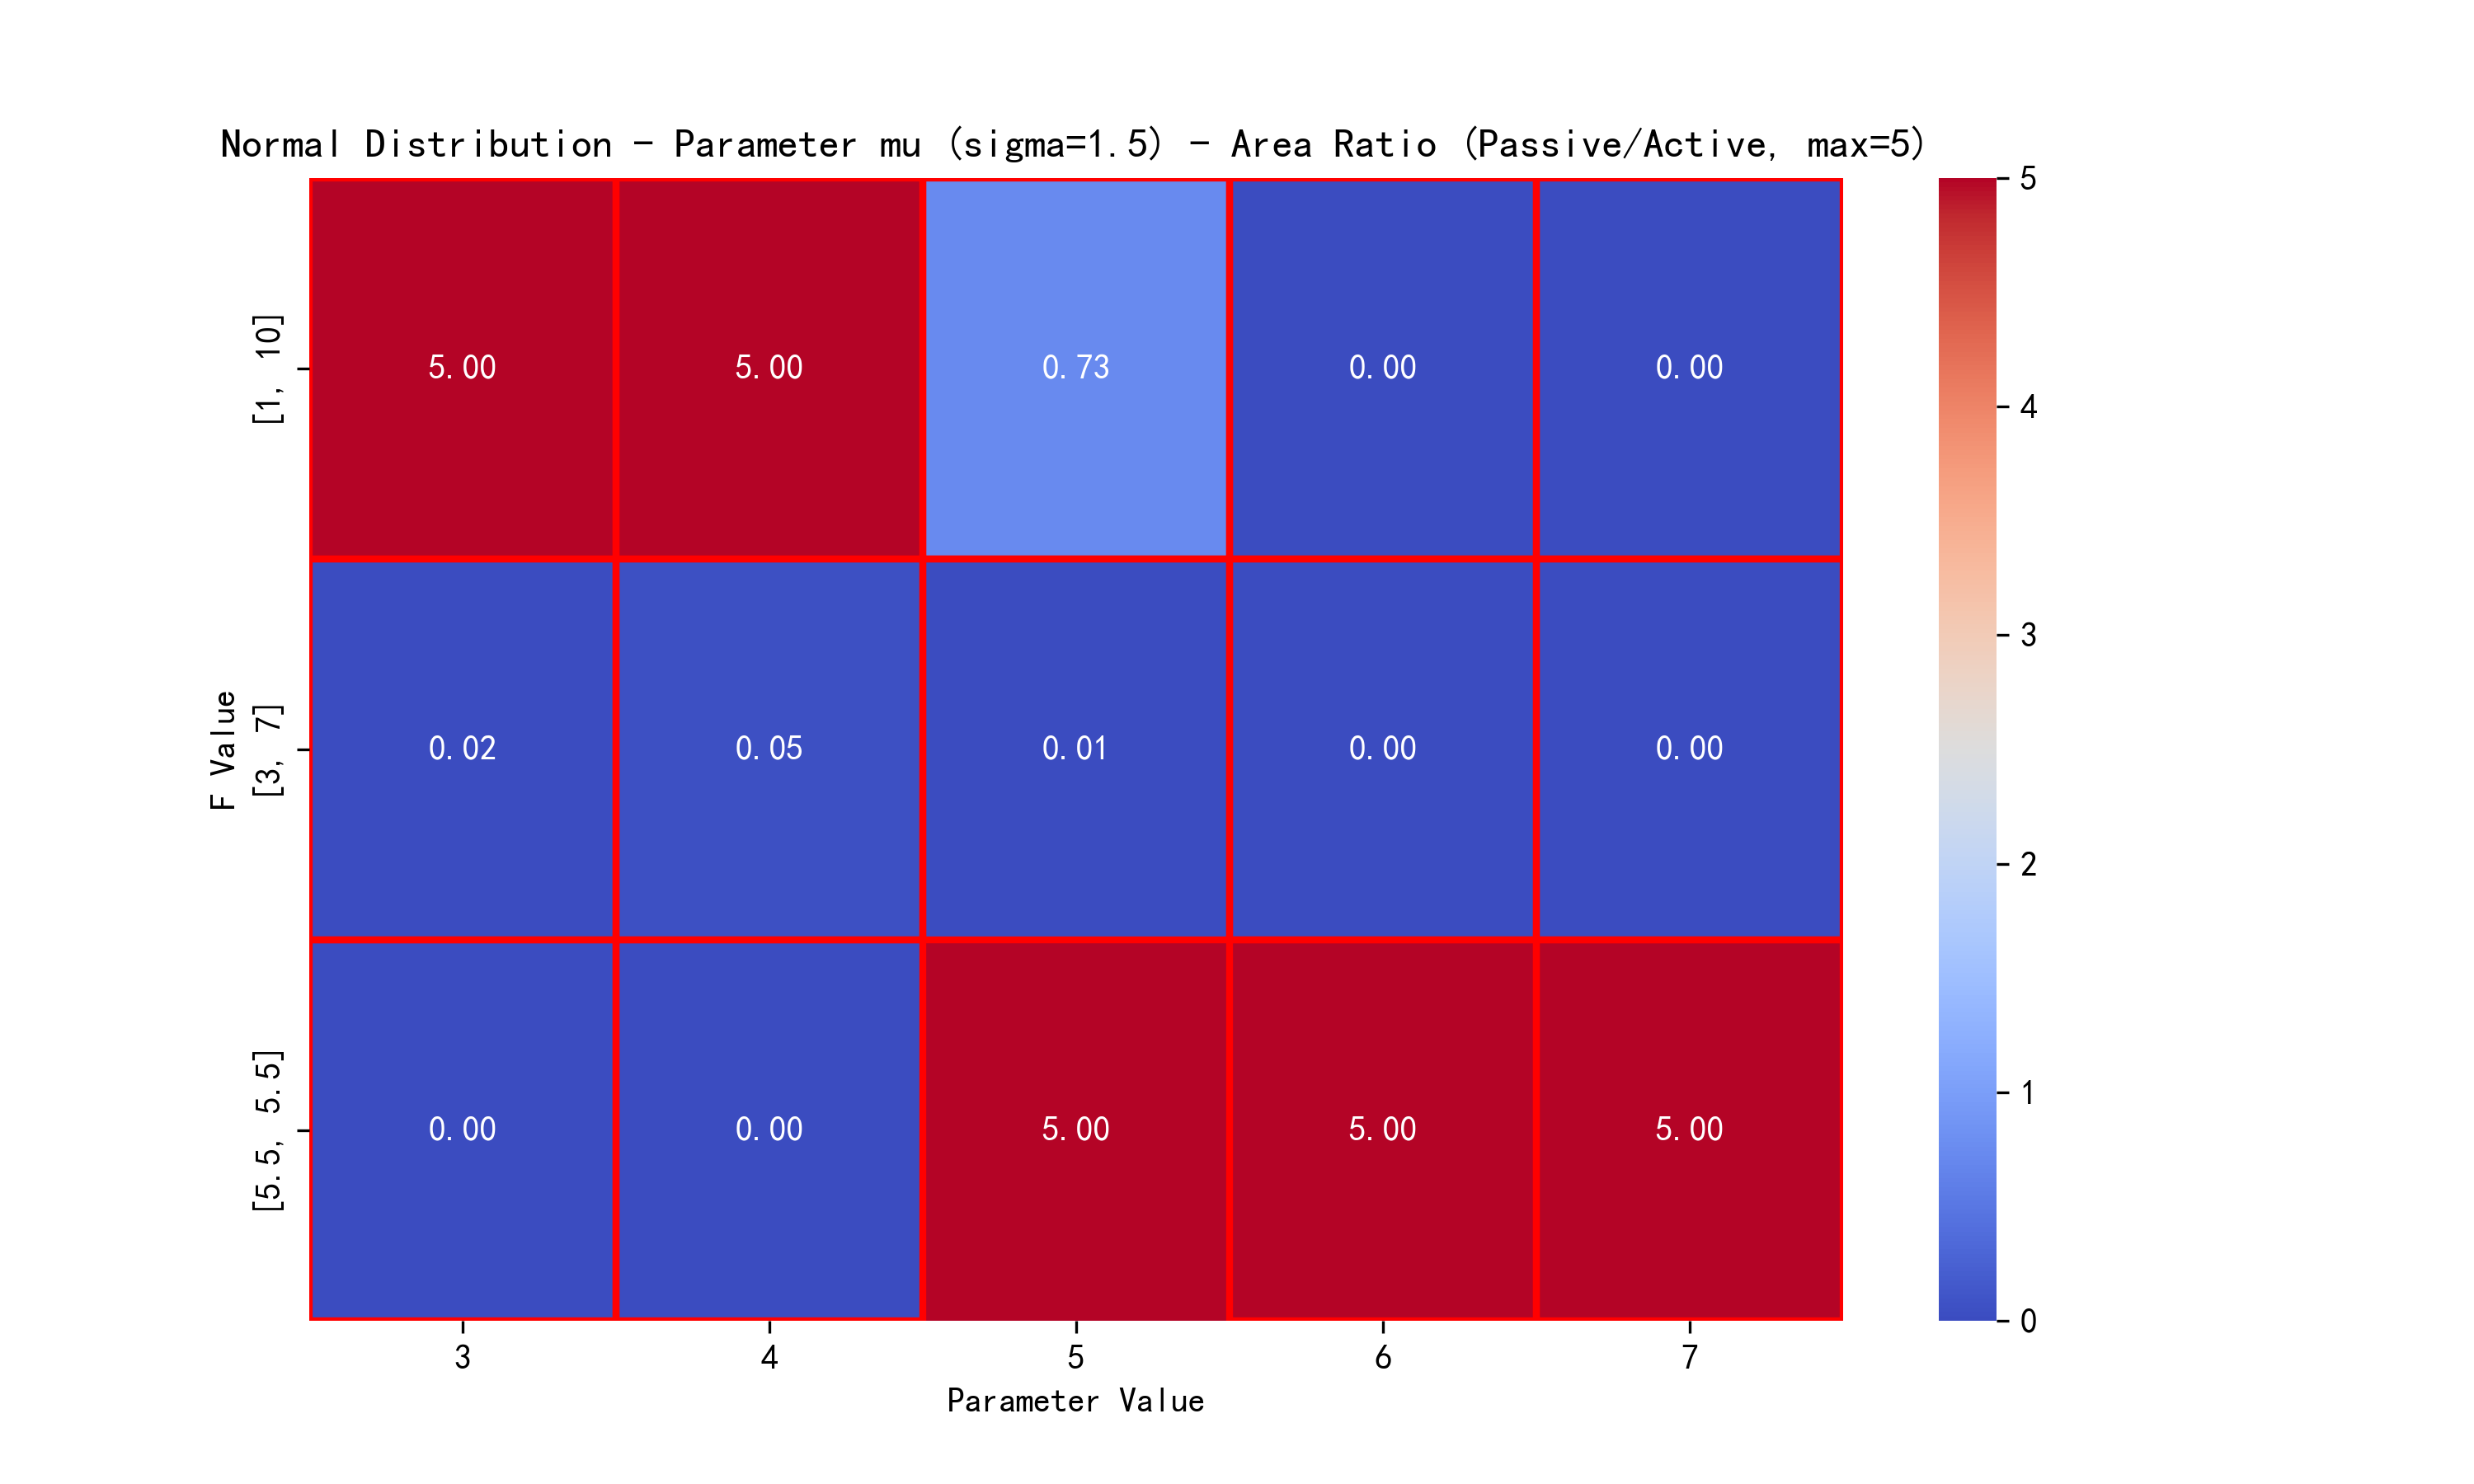 Normal Distribution - Parameter mu (sigma=1.5) - Area Ratio (Passive/Active, max=5)
F Value
[1, 10]
5.00 5.00 0.73 0.00 0.00
[3, 7]
0.02 0.05 0.01 0.00 0.00
[5.5, 5.5]
0.00 0.00 5.00 5.00 5.00
3 4 5 6 7
Parameter Value
5
4
3
2
1
0